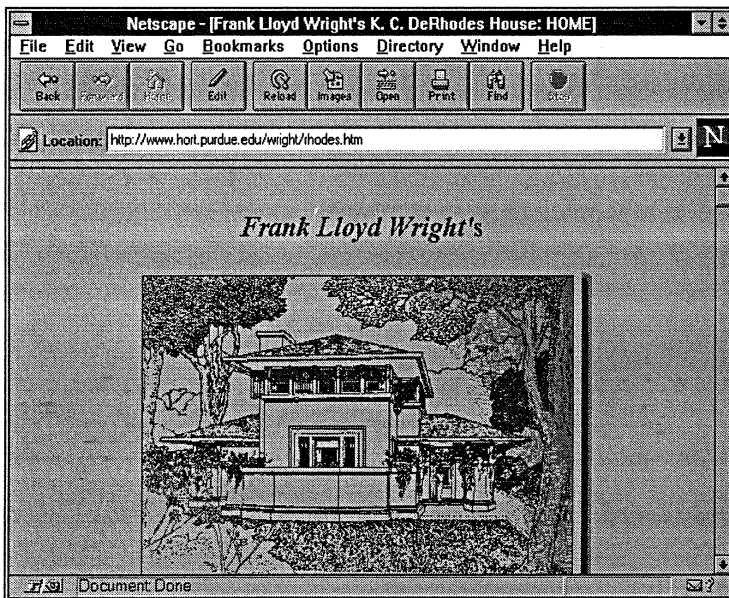 Netscape - [Frank Lloyd Wright's K. C. DeRhodes House: HOME]
File Edit View Go Bookmarks Options Directory Window Help
Back Forward Home Edit Reload Images Open Print Find Stop
Location: http://www.hort.purdue.edu/wright/rhodes.htm N
Frank Lloyd Wright's
Document: Done